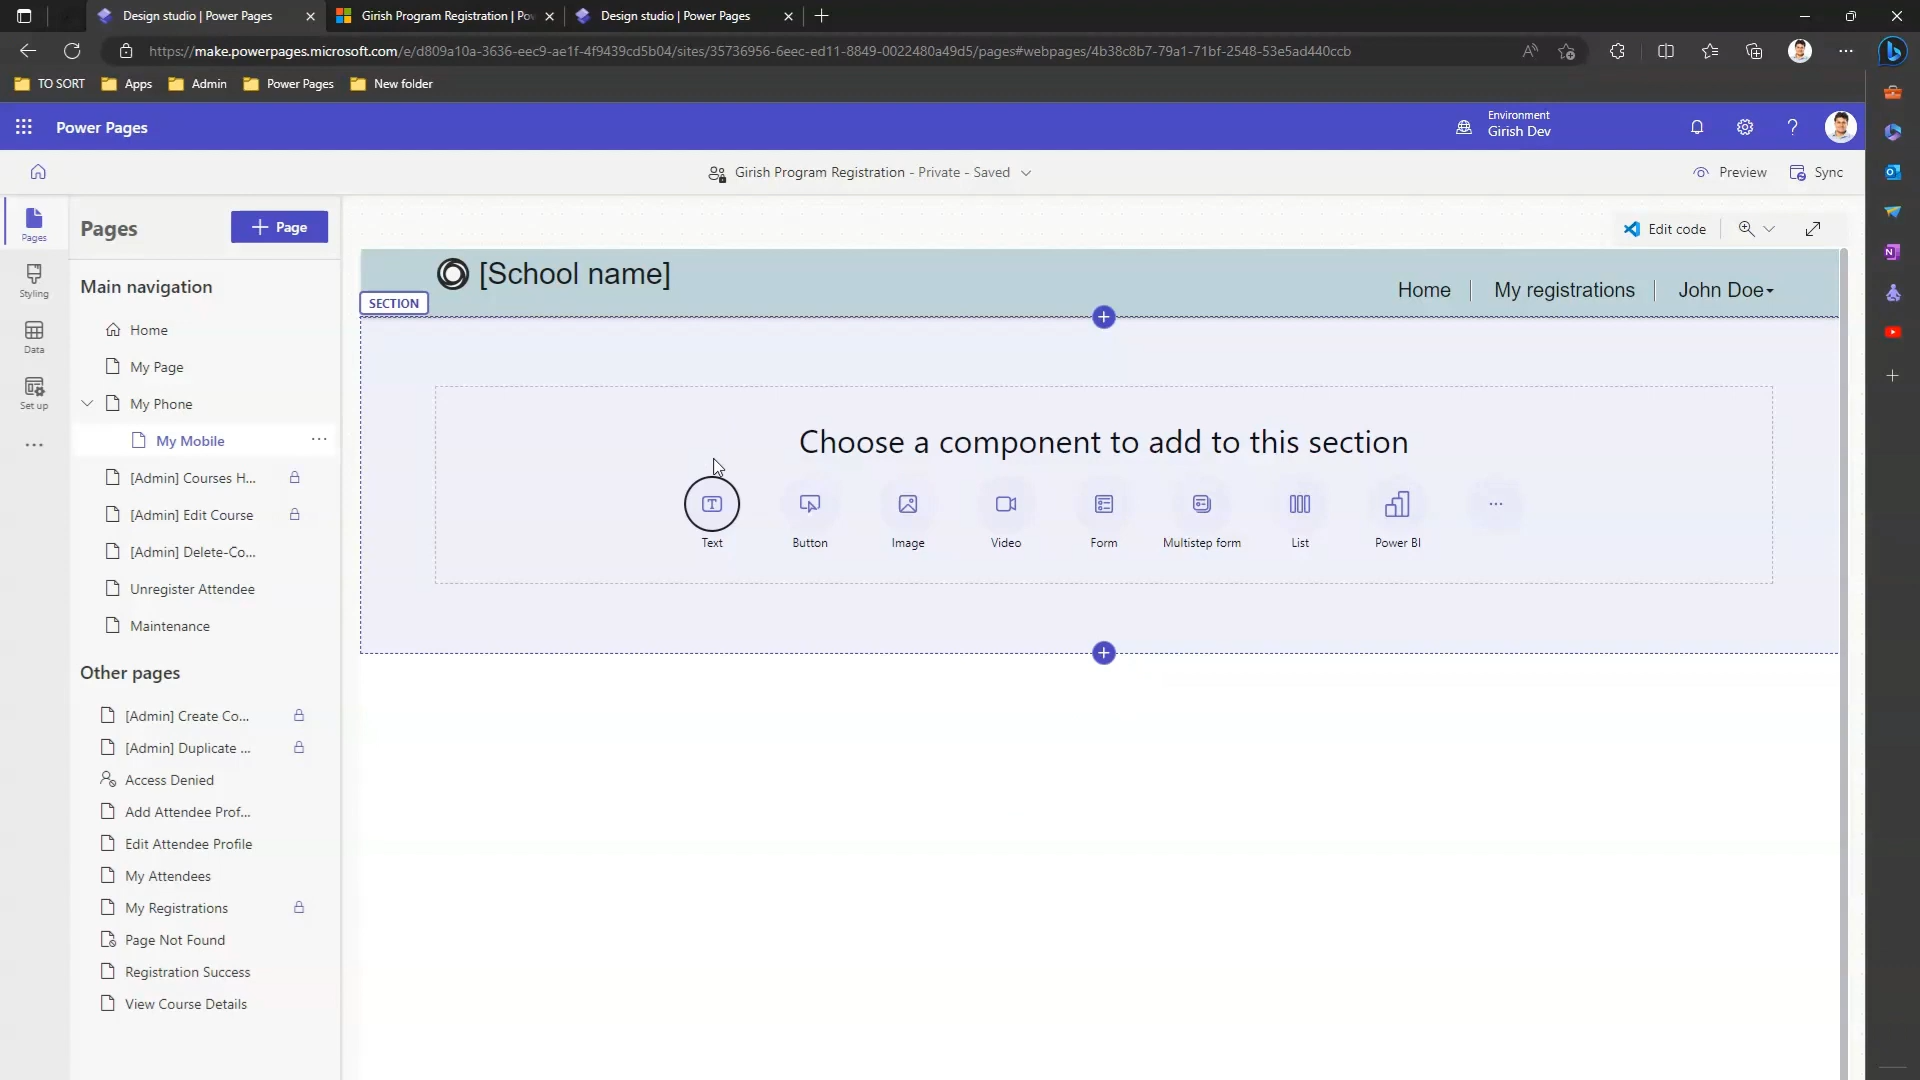 Design studio | Power Pages
Girish Program Registration | Po
Design studio | Power Pages
https://make.powerpages.microsoft.com/e/d809a10a-3636-eec9-ae1f-4f9439cd5b04/sites/35736956-6eec-ed11-8849-0022480a49d5/pages#webpages/4b38c8b7-79a1-71bf-2548-53e5ad440ccb
TO SORT
Apps
Admin
Power Pages
New folder
Power Pages
Environment
Girish Dev
Girish Program Registration - Private - Saved
Preview
Sync
Pages
Styling
Data
Set up
Pages
Page
Main navigation
Home
My Page
My Phone
My Mobile
[Admin] Courses H...
[Admin] Edit Course
[Admin] Delete-Co...
Unregister Attendee
Maintenance
Other pages
[Admin] Create Co...
[Admin] Duplicate ...
Access Denied
Add Attendee Prof...
Edit Attendee Profile
My Attendees
My Registrations
Page Not Found
Registration Success
View Course Details
Edit code
[School name]
Home
My registrations
John Doe
SECTION
Choose a component to add to this section
Text
Button
Image
Video
Form
Multistep form
List
Power BI